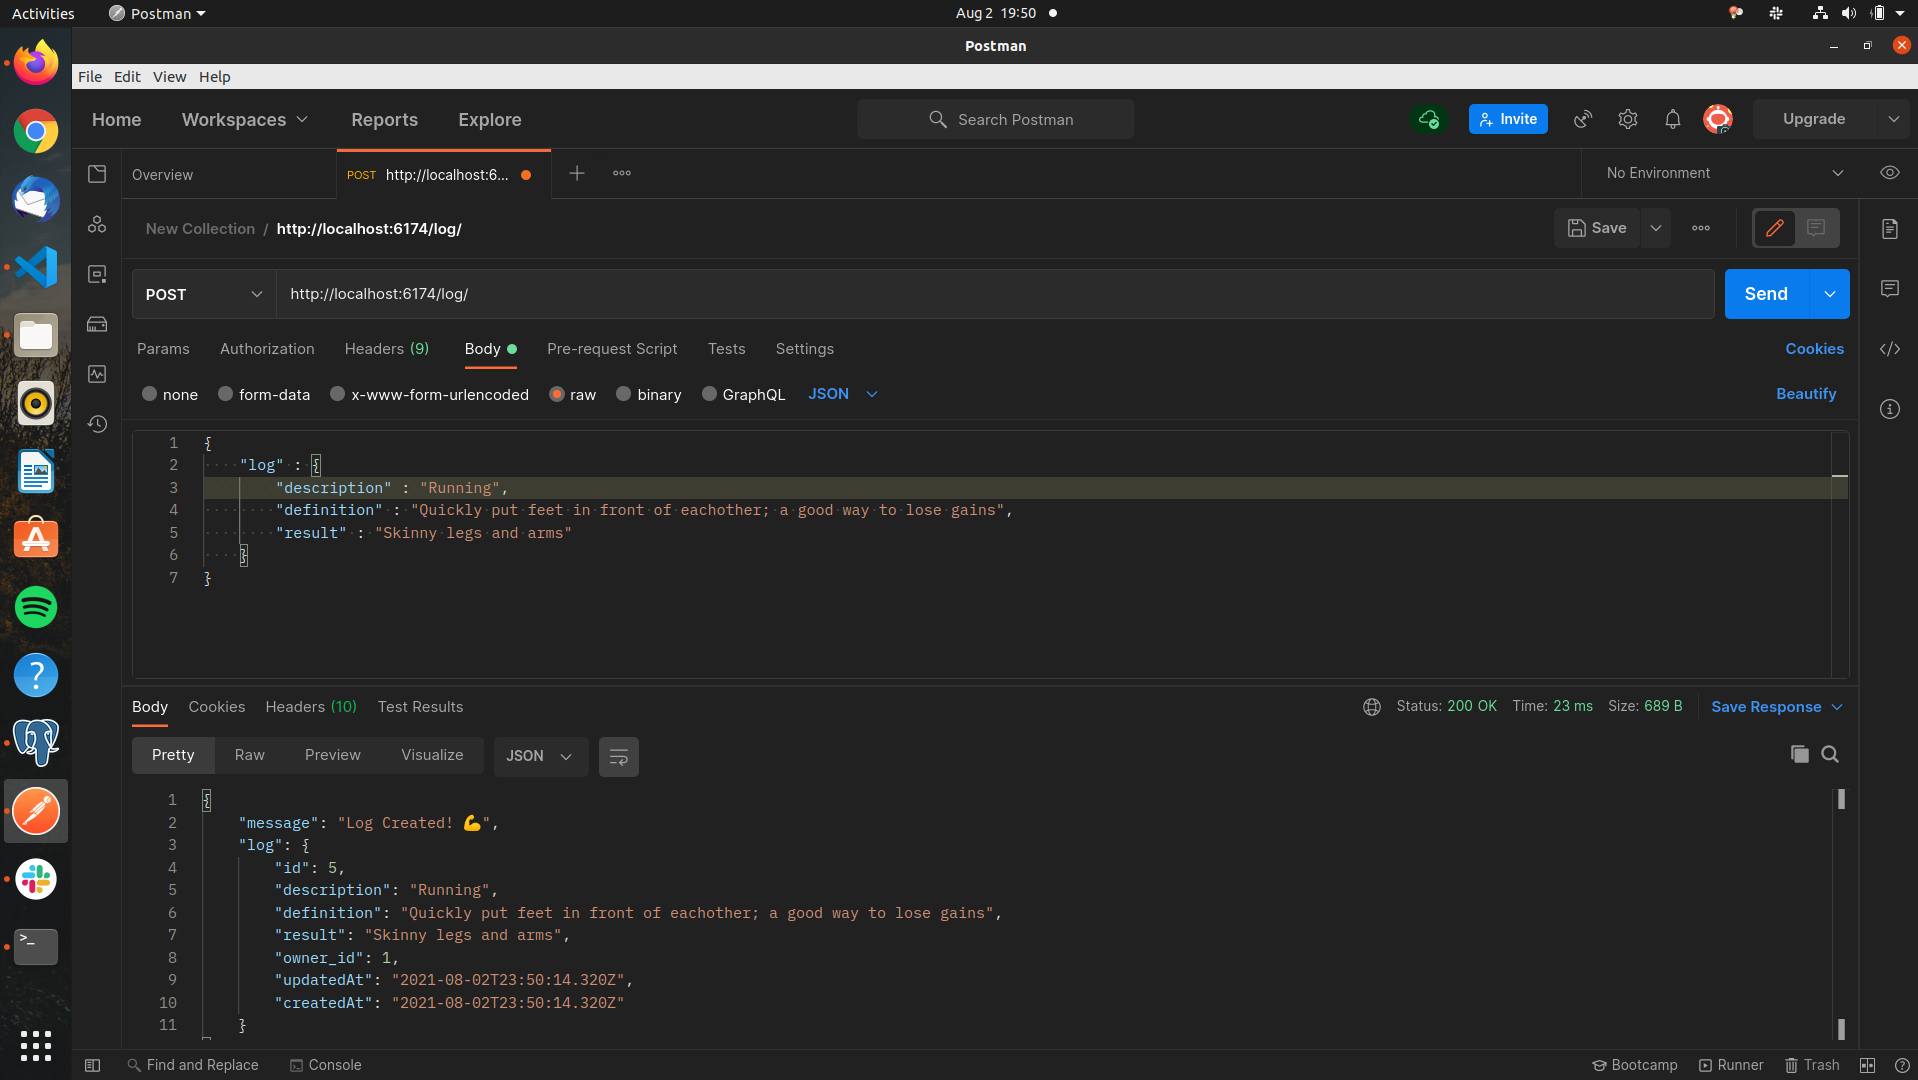 Activities Postman Aug 2 19:50
Postman
File Edit View Help
Home Workspaces Reports Explore Search Postman Invite Upgrade
Overview POST http://localhost:6... No Environment
New Collection / http://localhost:6174/log/ Save
POST http://localhost:6174/log/ Send
Params Authorization Headers (9) Body Pre-request Script Tests Settings Cookies
none form-data x-www-form-urlencoded raw binary GraphQL JSON Beautify
1 {
2 "log" : {
3 "description" : "Running",
4 "definition" : "Quickly put feet in front of eachother; a good way to lose gains",
5 "result" : "Skinny legs and arms"
6 }
7 }
Body Cookies Headers (10) Test Results Status: 200 OK Time: 23 ms Size: 689 B Save Response
Pretty Raw Preview Visualize JSON
1 {
2 "message": "Log Created! 💪",
3 "log": {
4 "id": 5,
5 "description": "Running",
6 "definition": "Quickly put feet in front of eachother; a good way to lose gains",
7 "result": "Skinny legs and arms",
8 "owner_id": 1,
9 "updatedAt": "2021-08-02T23:50:14.320Z",
10 "createdAt": "2021-08-02T23:50:14.320Z"
11 }
Find and Replace Console Bootcamp Runner Trash